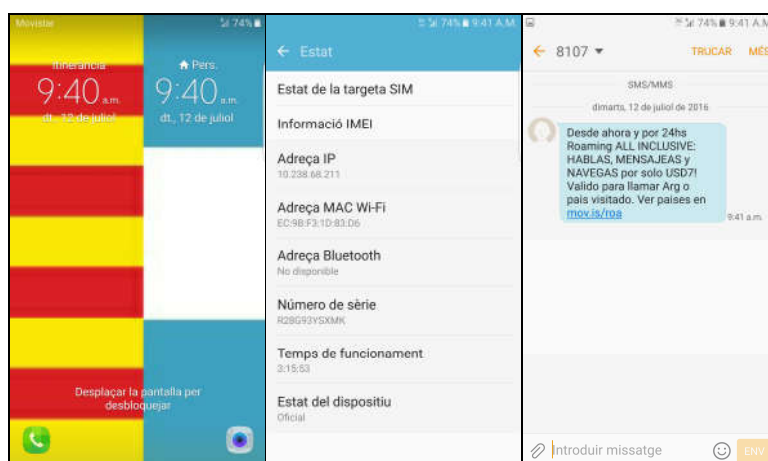 Movistar
74%
Itinerància
Pers.
9:40 a.m.
9:40 a.m.
dt., 12 de juliol
dt., 12 de juliol
Desplaçar la pantalla per
desbloquejar
74% 9:41 A.M.
Estat
Estat de la targeta SIM
Informació IMEI
Adreça IP
10.238.68.211
Adreça MAC Wi-Fi
EC:9B:F3:1D:83:D6
Adreça Bluetooth
No disponible
Número de sèrie
R28G93YSXMK
Temps de funcionament
3:15:53
Estat del dispositiu
Oficial
74% 9:41 A.M
8107
TRUCAR
MÉS
SMS/MMS
dimarts, 12 de juliol de 2016
Desde ahora y por 24hs
Roaming ALL INCLUSIVE:
HABLAS, MENSAJEAS y
NAVEGAS por solo USD7!
Valido para llamar Arg o
pais visitado. Ver paises en
mov.is/roa
9:41 a.m.
Introduir missatge
ENV